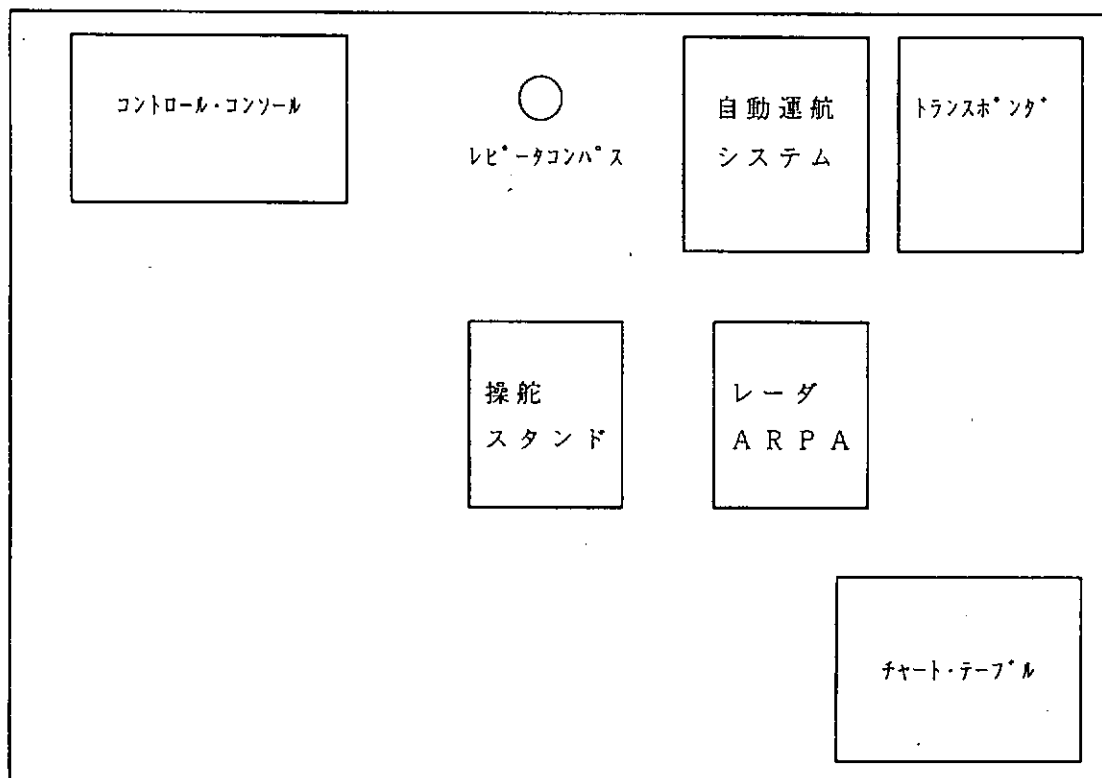 コントロール・コンソール
レピータコンパス
自動運航
システム
トランスポンダ
操舵
スタンド
レーダ
ARPA
チャート・テーブル